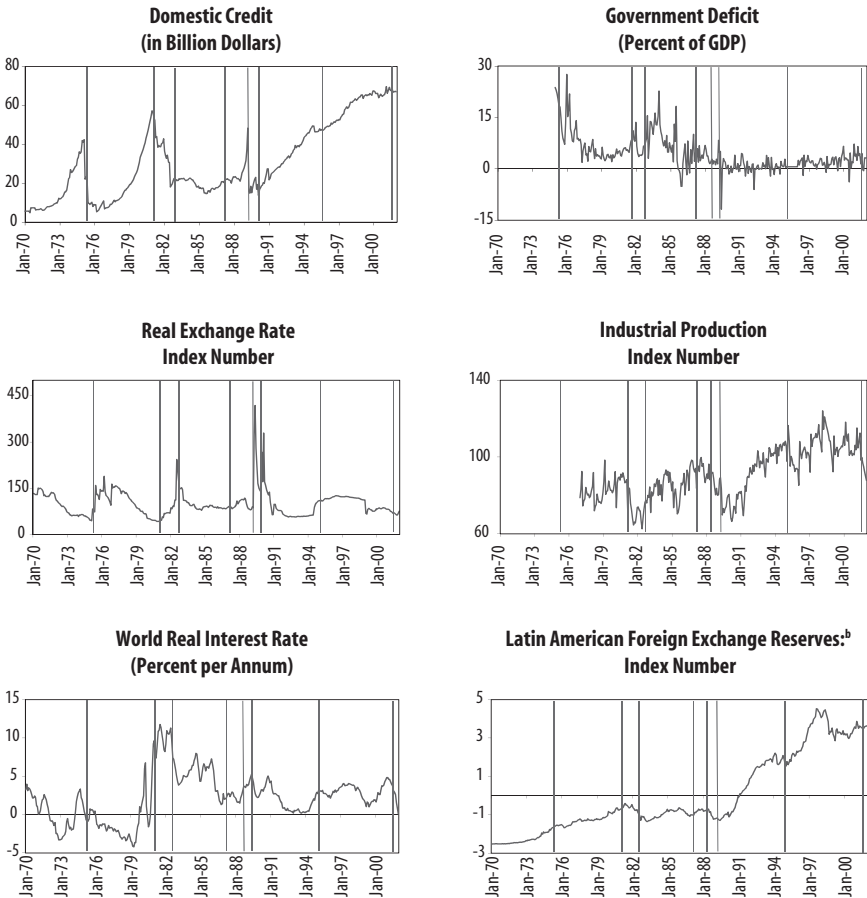 Domestic Credit
(in Billion Dollars)
80
60
40
20
0
Jan-70
Jan-73
Jan-76
Jan-79
Jan-82
Jan-85
Jan-88
Jan-91
Jan-94
Jan-97
Jan-00
Government Deficit
(Percent of GDP)
30
15
0
-15
Jan-70
Jan-73
Jan-76
Jan-79
Jan-82
Jan-85
Jan-88
Jan-91
Jan-94
Jan-97
Jan-00
Real Exchange Rate
Index Number
450
300
150
0
Jan-70
Jan-73
Jan-76
Jan-79
Jan-82
Jan-85
Jan-88
Jan-91
Jan-94
Jan-97
Jan-00
Industrial Production
Index Number
140
100
60
Jan-70
Jan-73
Jan-76
Jan-79
Jan-82
Jan-85
Jan-88
Jan-91
Jan-94
Jan-97
Jan-00
World Real Interest Rate
(Percent per Annum)
15
10
5
0
-5
Jan-70
Jan-73
Jan-76
Jan-79
Jan-82
Jan-85
Jan-88
Jan-91
Jan-94
Jan-97
Jan-00
Latin American Foreign Exchange Reserves:ᵇ
Index Number
5
3
1
-1
-3
Jan-70
Jan-73
Jan-76
Jan-79
Jan-82
Jan-85
Jan-88
Jan-91
Jan-94
Jan-97
Jan-00